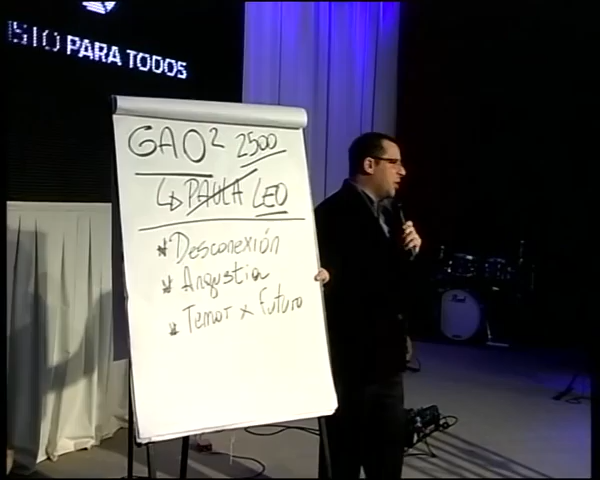 ISTO PARA TODOS
GAO² 2500
↳ PAULA LEO
* Desconexión
* Angustia
* Temor x Futuro